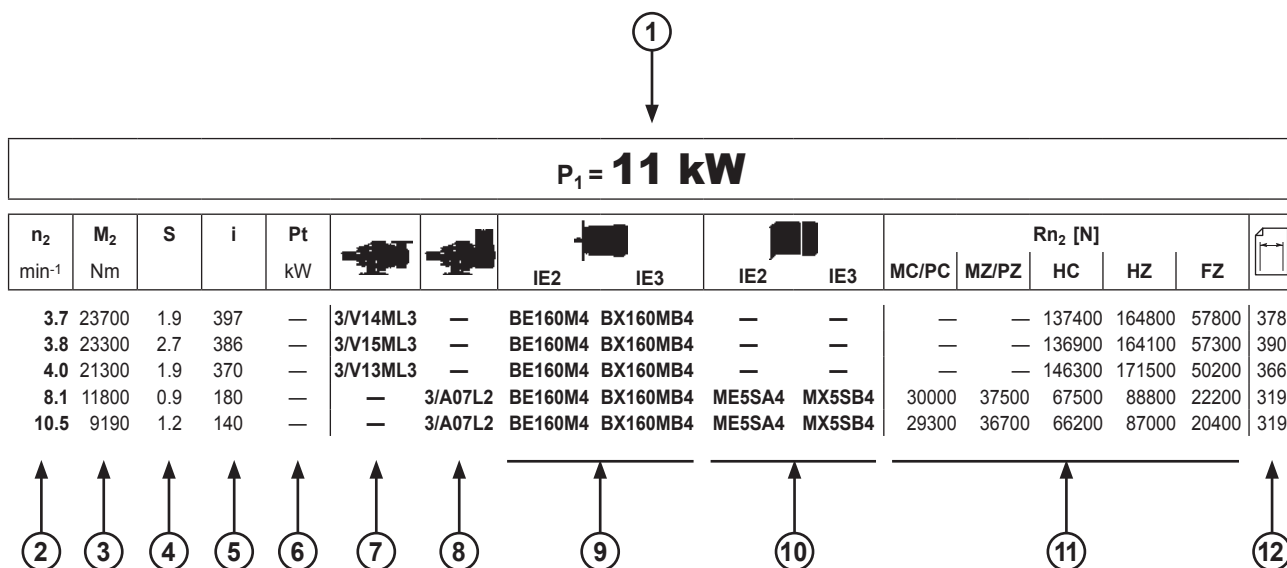 1
P₁ = 11 kW
n₂ M₂ S i Pt Rn₂ [N]
min-1 Nm kW IE2 IE3 IE2 IE3 MC/PC MZ/PZ HC HZ FZ
3.7 23700 1.9 397 — 3/V14ML3 — BE160M4 BX160MB4 — — — — 137400 164800 57800 378
3.8 23300 2.7 386 — 3/V15ML3 — BE160M4 BX160MB4 — — — — 136900 164100 57300 390
4.0 21300 1.9 370 — 3/V13ML3 — BE160M4 BX160MB4 — — — — 146300 171500 50200 366
8.1 11800 0.9 180 — — 3/A07L2 BE160M4 BX160MB4 ME5SA4 MX5SB4 30000 37500 67500 88800 22200 319
10.5 9190 1.2 140 — — 3/A07L2 BE160M4 BX160MB4 ME5SA4 MX5SB4 29300 36700 66200 87000 20400 319
2 3 4 5 6 7 8 9 10 11 12